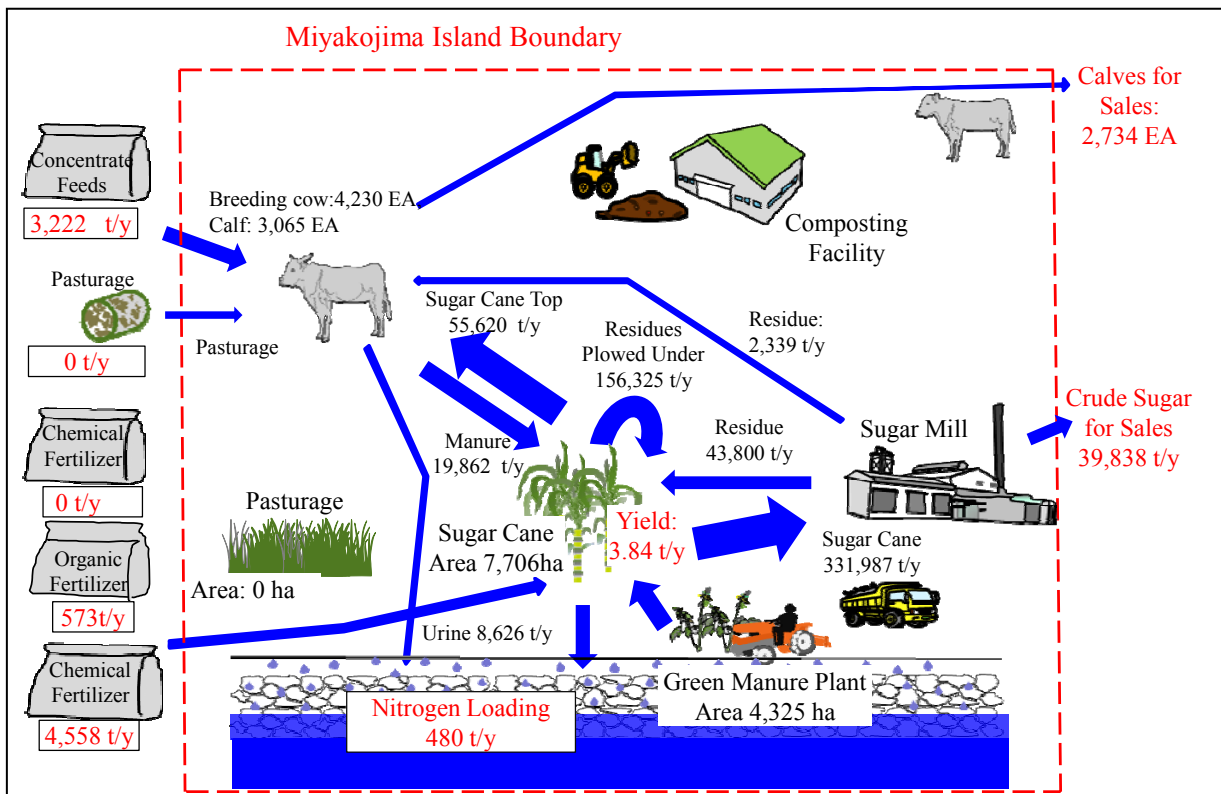 Miyakojima Island Boundary
Calves for
Sales:
2,734 EA
Concentrate
Feeds
3,222 t/y
Breeding cow:4,230 EA
Calf: 3,065 EA
Composting
Facility
Pasturage
0 t/y
Pasturage
Sugar Cane Top
55,620 t/y
Residues
Plowed Under
156,325 t/y
Residue:
2,339 t/y
Chemical
Fertilizer
0 t/y
Manure
19,862 t/y
Residue
43,800 t/y
Sugar Mill
Crude Sugar
for Sales
39,838 t/y
Pasturage
Area: 0 ha
Sugar Cane
Area 7,706ha
Yield:
3.84 t/y
Sugar Cane
331,987 t/y
Organic
Fertilizer
573t/y
Urine 8,626 t/y
Chemical
Fertilizer
4,558 t/y
Nitrogen Loading
480 t/y
Green Manure Plant
Area 4,325 ha